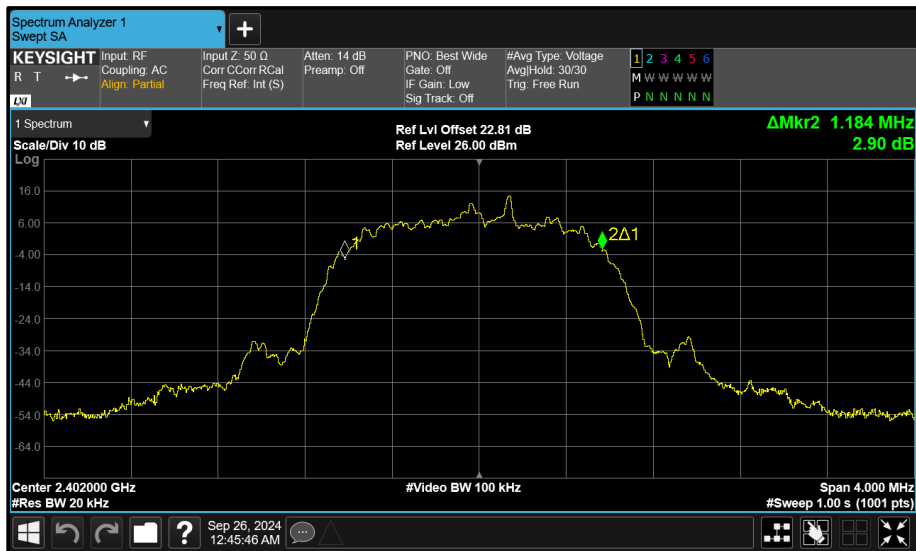 Spectrum Analyzer 1
Swept SA
+
KEYSIGHT
R T
LXI
Input: RF
Coupling: AC
Align: Partial
Input Z: 50 Ω
Corr CCorr RCal
Freq Ref: Int (S)
Atten: 14 dB
Preamp: Off
PNO: Best Wide
Gate: Off
IF Gain: Low
Sig Track: Off
#Avg Type: Voltage
Avg|Hold: 30/30
Trig: Free Run
1 2 3 4 5 6
M W W W W W
P N N N N N
1 Spectrum
Scale/Div 10 dB
Ref Lvl Offset 22.81 dB
Ref Level 26.00 dBm
ΔMkr2 1.184 MHz
2.90 dB
Log
16.0
6.00
-4.00
-14.0
-24.0
-34.0
-44.0
-54.0
-64.0
1
2Δ1
Center 2.402000 GHz
#Video BW 100 kHz
Span 4.000 MHz
#Res BW 20 kHz
#Sweep 1.00 s (1001 pts)
?
Sep 26, 2024
12:45:46 AM